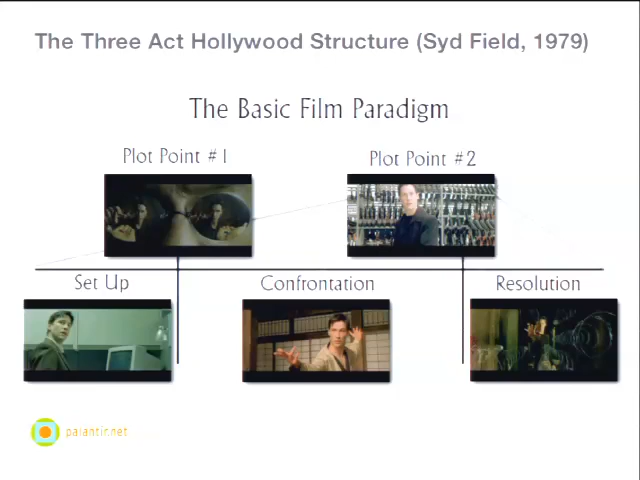 The Three Act Hollywood Structure (Syd Field, 1979)
The Basic Film Paradigm
Plot Point #1
Plot Point #2
Set Up
Confrontation
Resolution
palantir.net